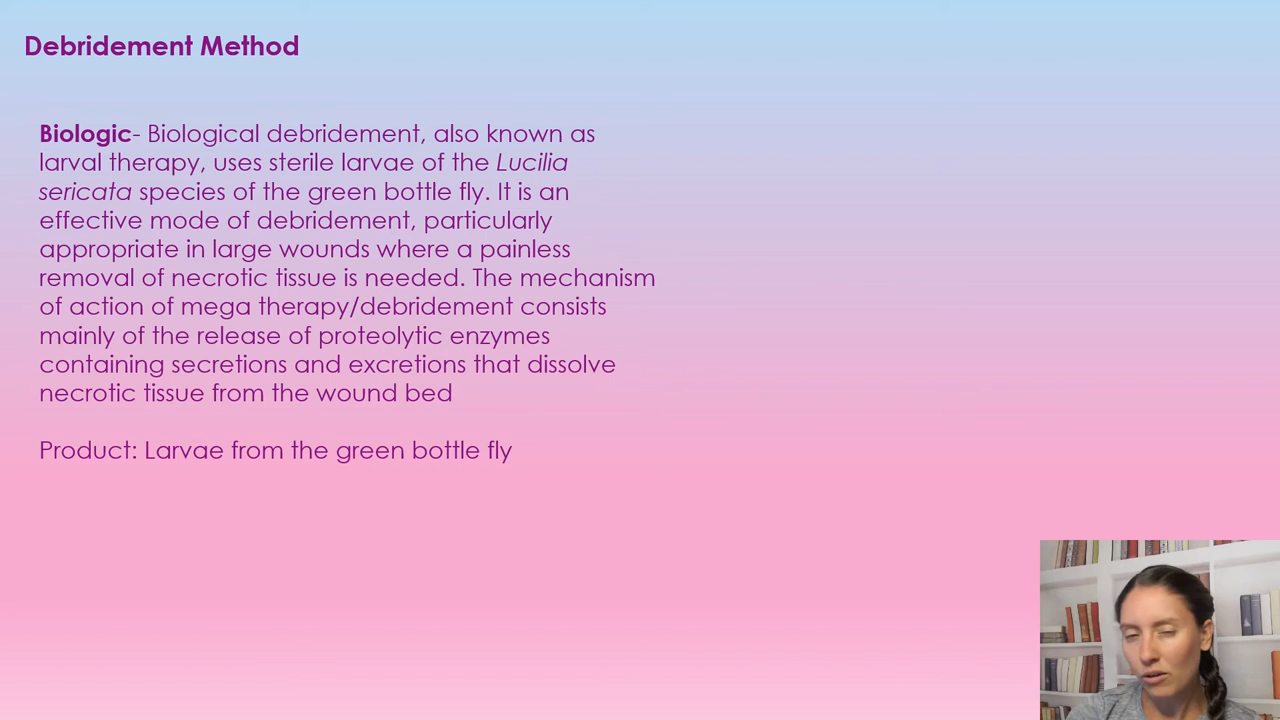 Debridement Method
Biologic- Biological debridement, also known as
larval therapy, uses sterile larvae of the Lucilia
sericata species of the green bottle fly. It is an
effective mode of debridement, particularly
appropriate in large wounds where a painless
removal of necrotic tissue is needed. The mechanism
of action of mega therapy/debridement consists
mainly of the release of proteolytic enzymes
containing secretions and excretions that dissolve
necrotic tissue from the wound bed
Product: Larvae from the green bottle fly